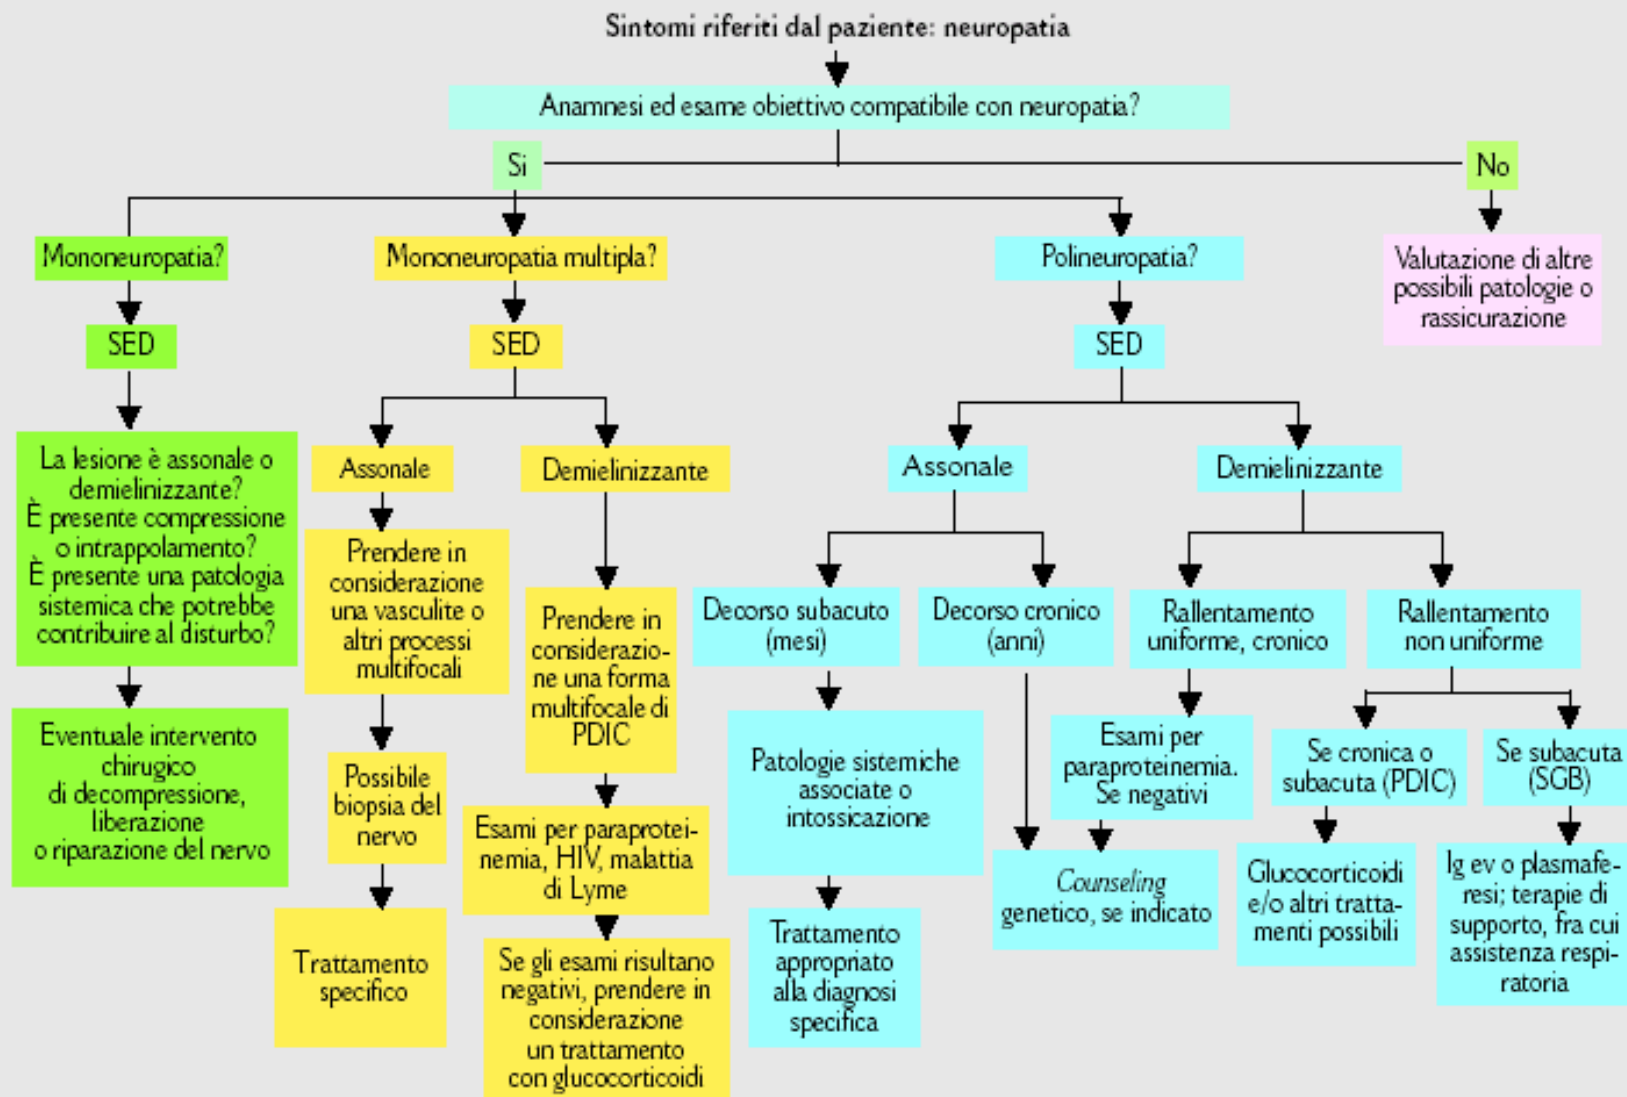 Sintomi riferiti dal paziente: neuropatia
Anamnesi ed esame obiettivo compatibile con neuropatia?
Si
No
Mononeuropatia?
Mononeuropatia multipla?
Polineuropatia?
Valutazione di altre
possibili patologie o
rassicurazione
SED
SED
SED
La lesione è assonale o
demielinizzante?
È presente compressione
o intrappolamento?
È presente una patologia
sistemica che potrebbe
contribuire al disturbo?
Eventuale intervento
chirugico
di decompressione,
liberazione
o riparazione del nervo
Assonale
Demielinizzante
Prendere in
considerazione
una vasculite o
altri processi
multifocali
Possibile
biopsia del
nervo
Trattamento
specifico
Prendere in
considerazio-
ne una forma
multifocale di
PDIC
Esami per paraprotei-
nemia, HIV, malattia
di Lyme
Se gli esami risultano
negativi, prendere in
considerazione
un trattamento
con glucocorticoidi
Assonale
Demielinizzante
Decorso subacuto
(mesi)
Decorso cronico
(anni)
Rallentamento
uniforme, cronico
Rallentamento
non uniforme
Patologie sistemiche
associate o
intossicazione
Trattamento
appropriato
alla diagnosi
specifica
Esami per
paraproteinemia.
Se negativi
Counseling
genetico, se indicato
Se cronica o
subacuta (PDIC)
Se subacuta
(SGB)
Glucocorticoidi
e/o altri tratta-
menti possibili
Ig ev o plasmafe-
resi; terapie di
supporto, fra cui
assistenza respi-
ratoria